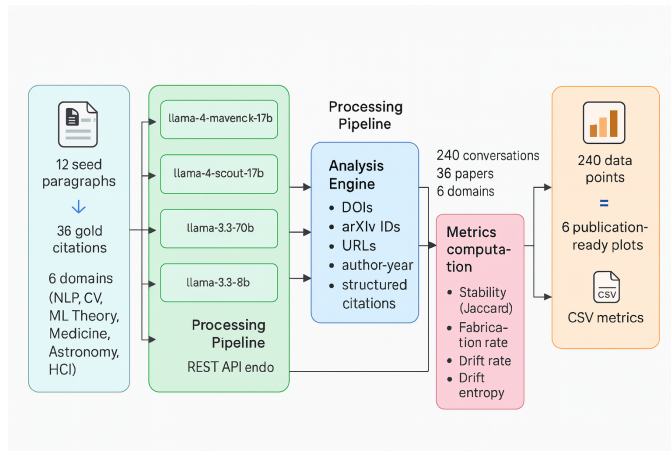 12 seed
paragraphs
↓
36 gold
citations
6 domains
(NLP, CV,
ML Theory,
Medicine,
Astronomy,
HCI)
llama-4-maverck-17b
llama-4-scout-17b
llama-3.3-70b
llama-3.3-8b
Processing
Pipeline
REST API endo
Processing
Pipeline
Analysis
Engine
• DOIs
• arXIv IDs
• URLs
• author-year
• structured
citations
240 conversations
36 papers
6 domains
Metrics
computa-
tion
• Stability
(Jaccard)
• Fabrica-
tion rate
• Drift rate
• Drift
entropy
240 data
points
=
6 publication-
ready plots
CSV
CSV metrics